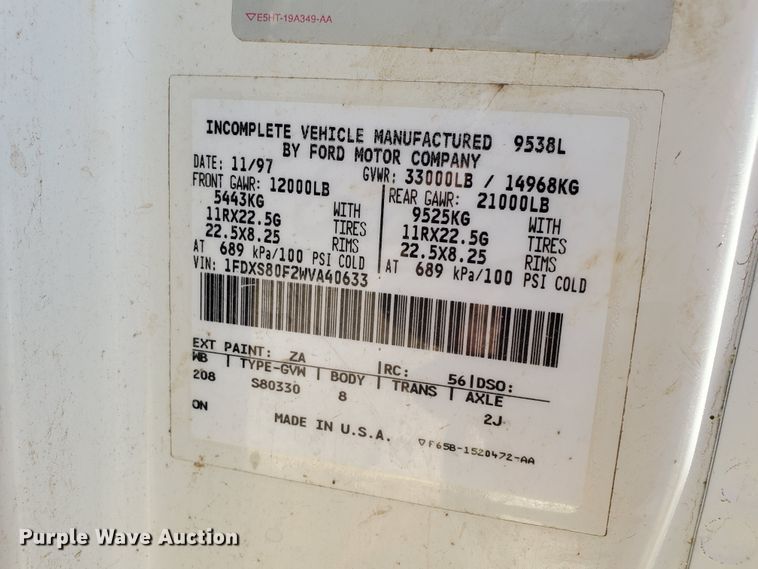 ▽E5HT-19A349-AA
INCOMPLETE VEHICLE MANUFACTURED 9538L
BY FORD MOTOR COMPANY
DATE: 11/97 GVWR: 33000LB / 14968KG
FRONT GAWR: 12000LB REAR GAWR: 21000LB
5443KG WITH 9525KG WITH
11RX22.5G TIRES 11RX22.5G TIRES
22.5X8.25 RIMS 22.5X8.25 RIMS
AT 689 kPa/100 PSI COLD AT 689 kPa/100 PSI COLD
VIN: 1FDXS80F2WVA40633
EXT PAINT: ZA RC: 56 DSO:
WB TYPE-GVW BODY TRANS AXLE
208 S80330 8 2J
ON
MADE IN U.S.A.
▽F65B-1520472-AA
Purple Wave Auction